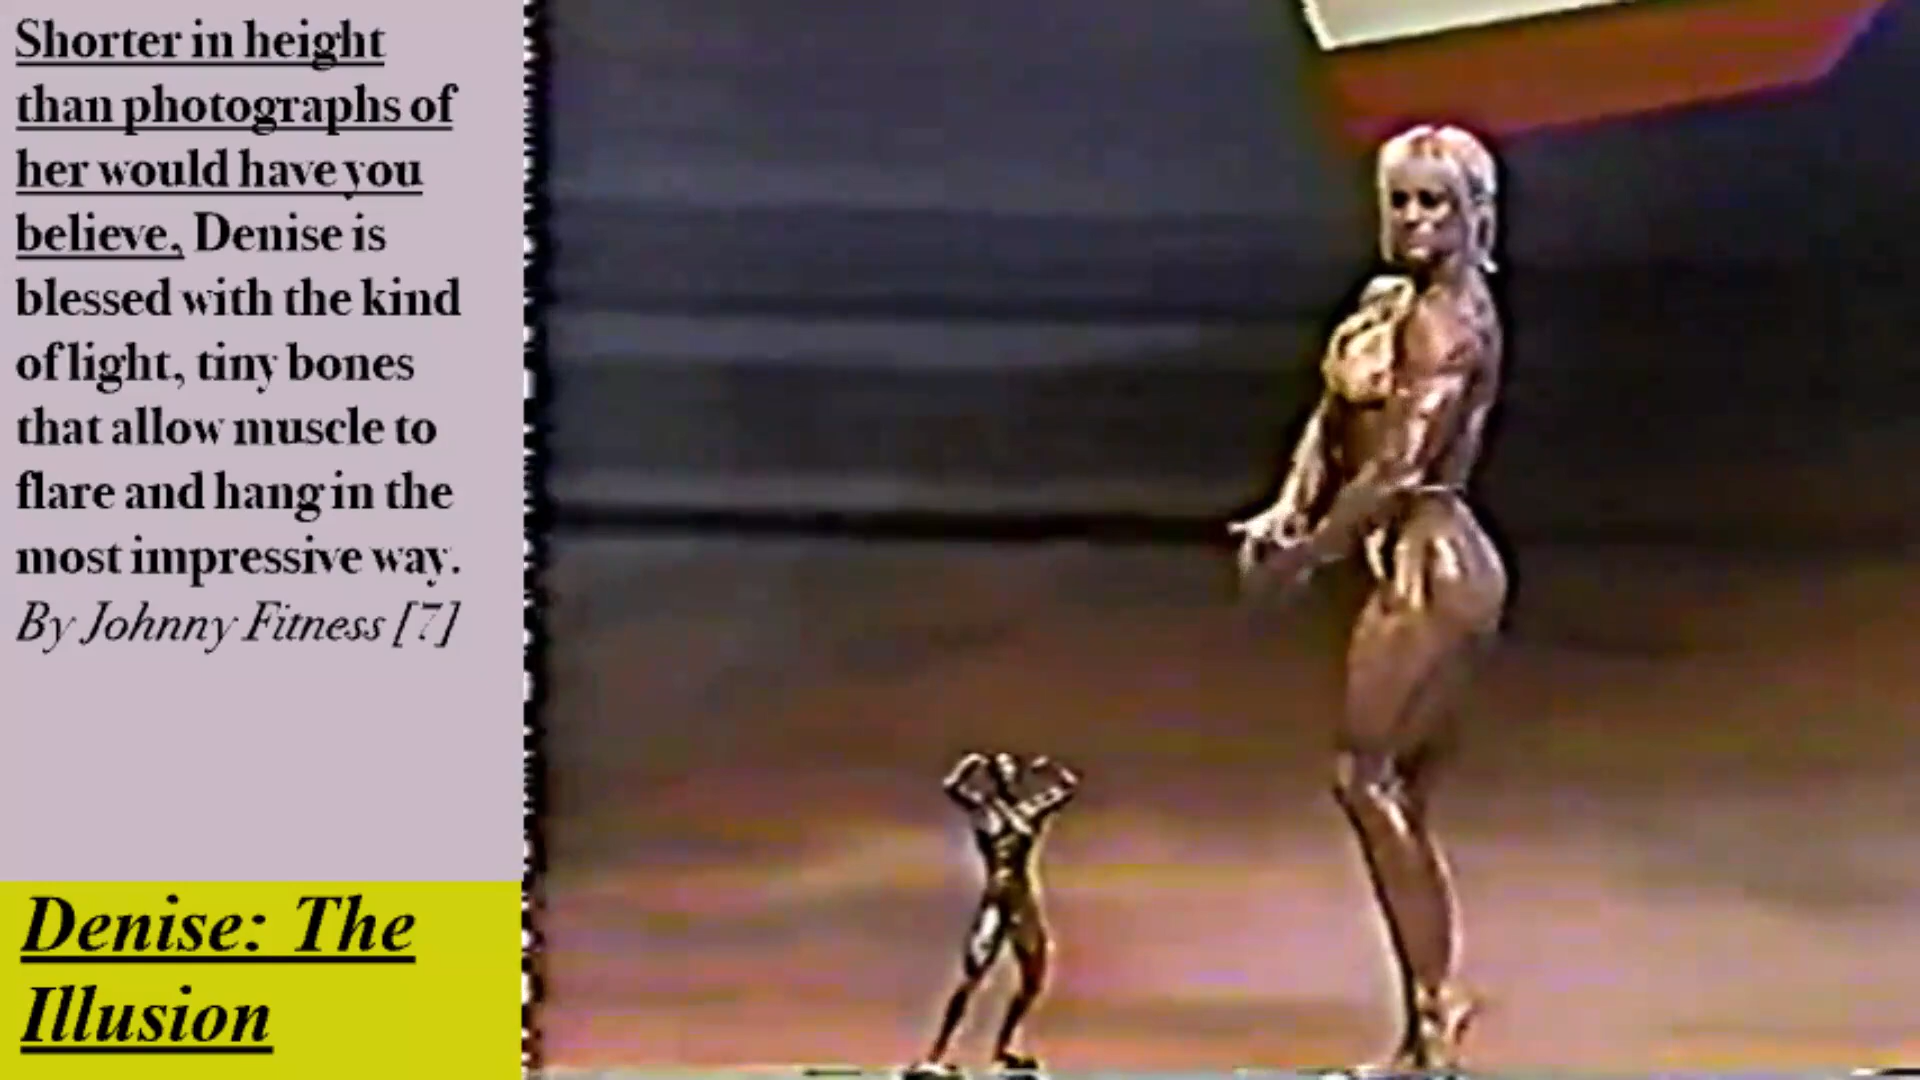 Shorter in height
than photographs of
her would have you
believe, Denise is
blessed with the kind
of light, tiny bones
that allow muscle to
flare and hang in the
most impressive way.
By Johnny Fitness [7]
Denise: The
Illusion